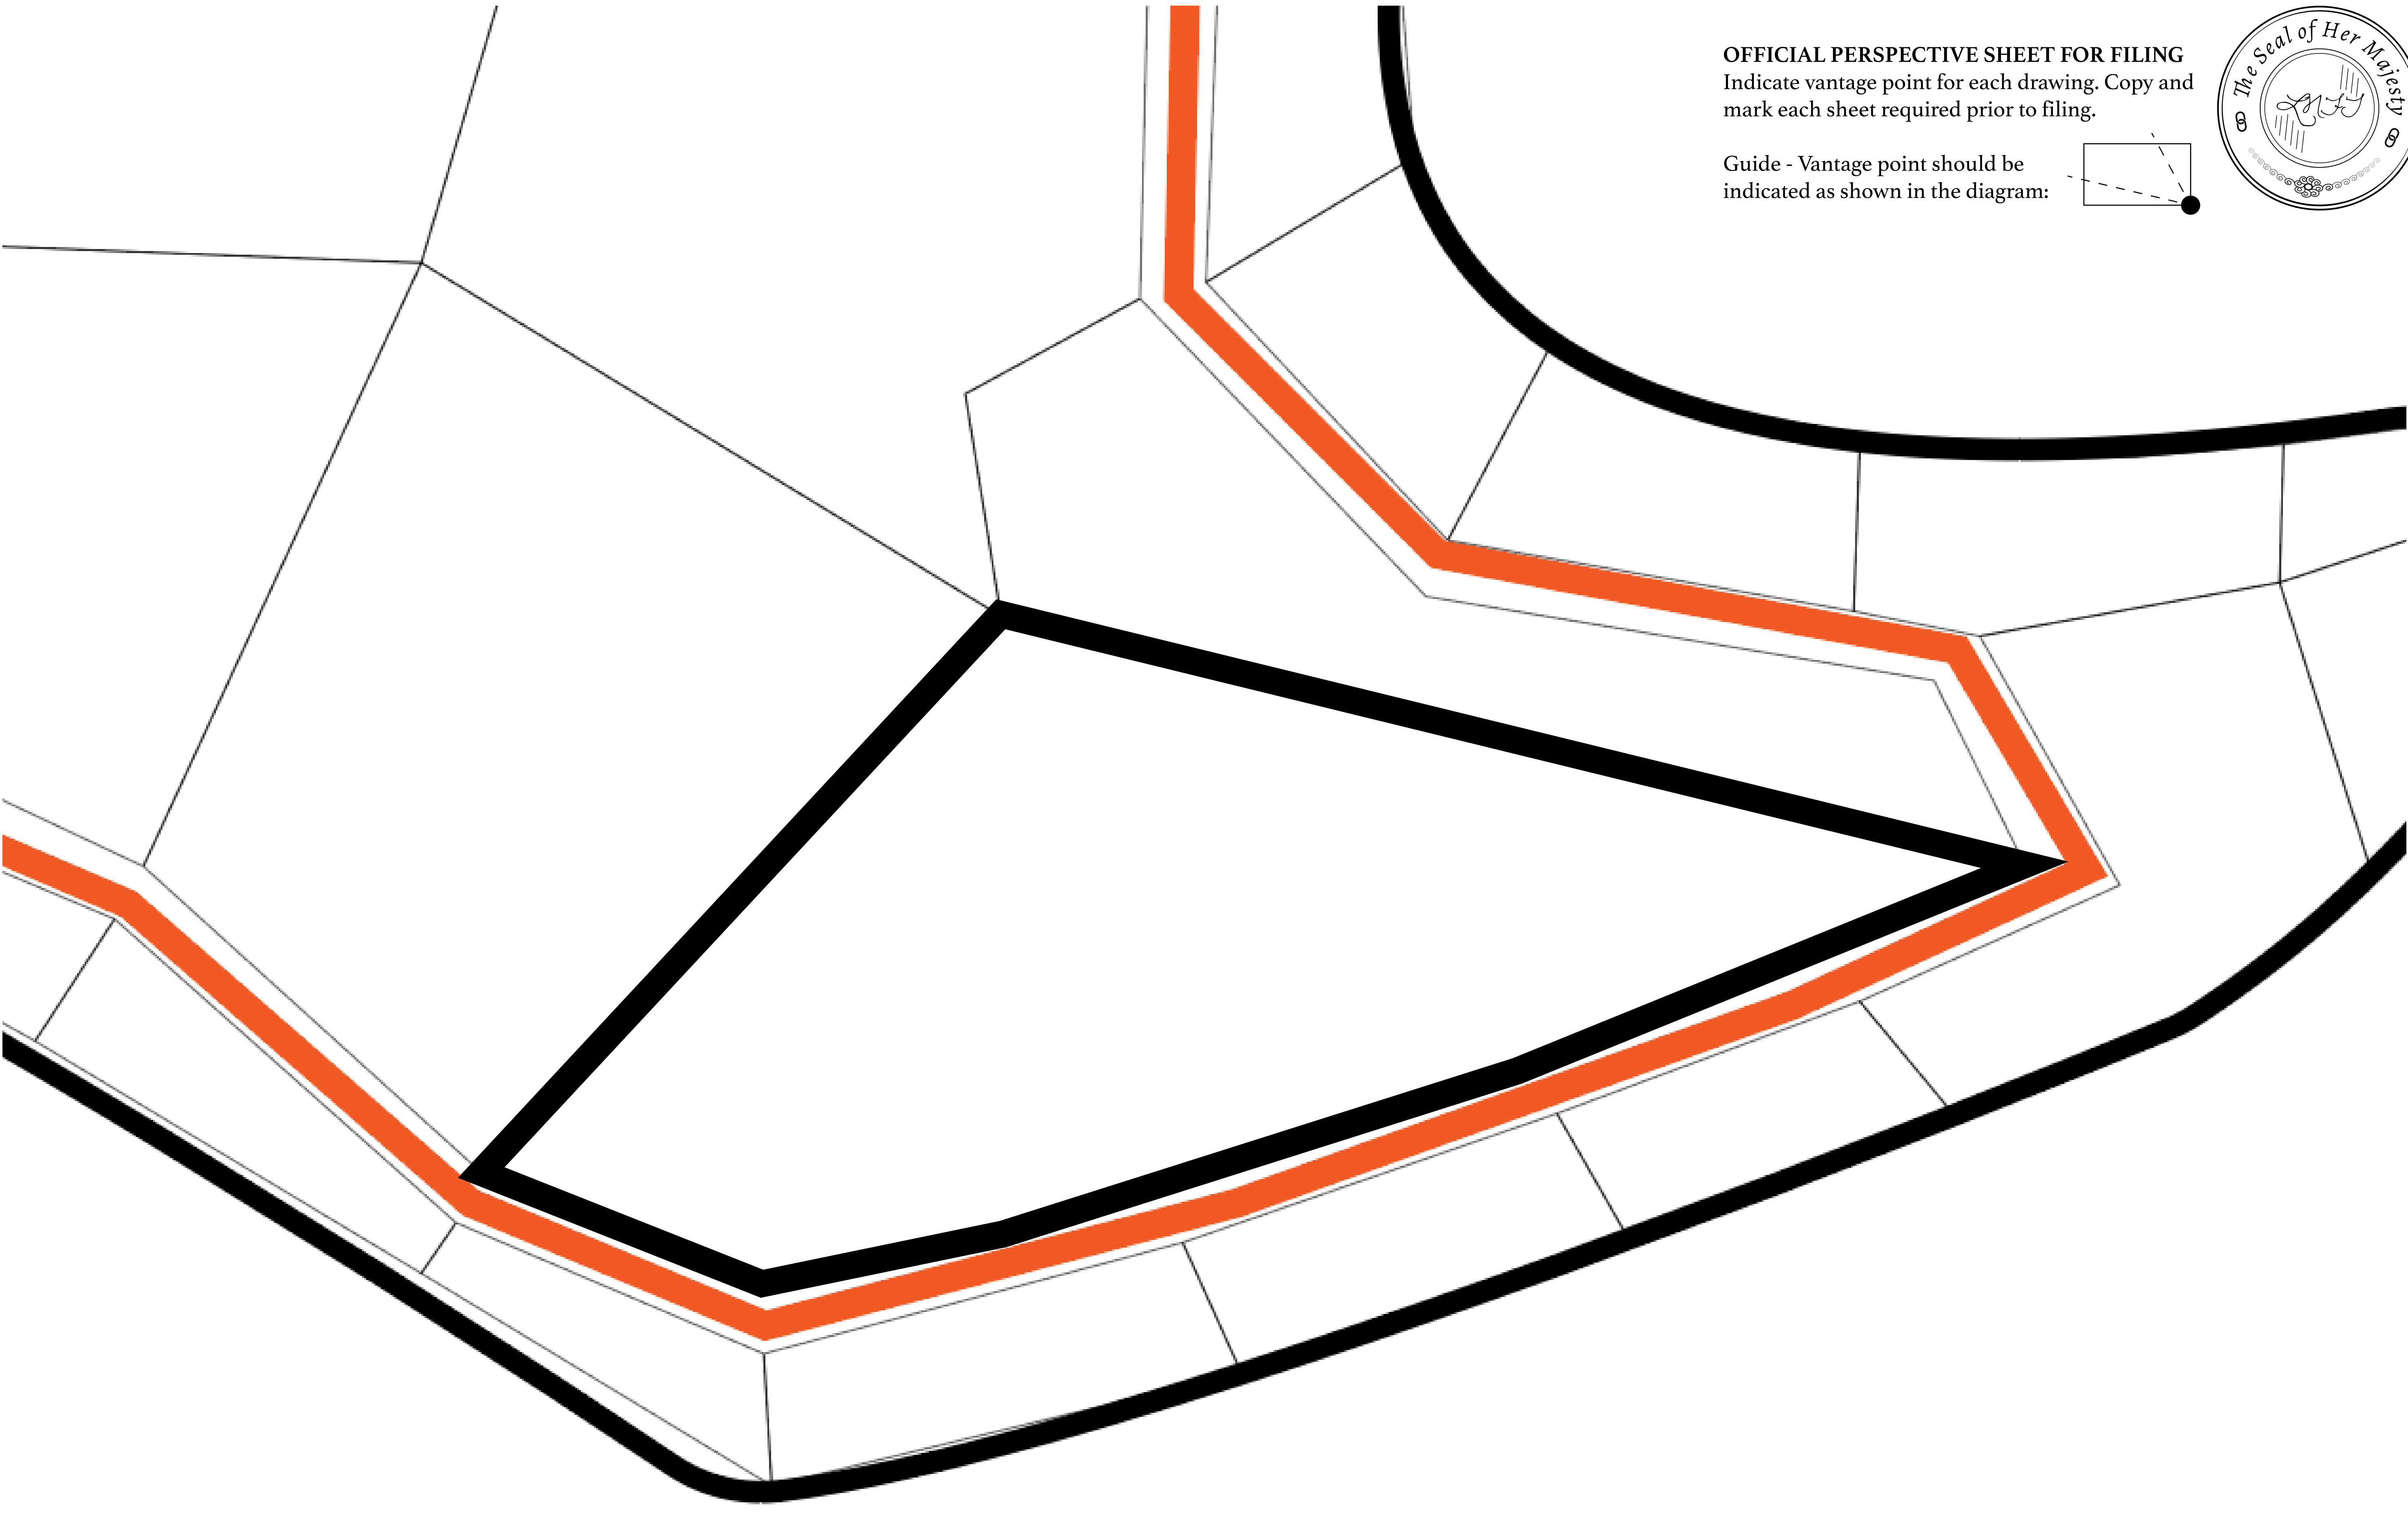 OFFICIAL PERSPECTIVE SHEET FOR FILING
Indicate vantage point for each drawing. Copy and
mark each sheet required prior to filing.
Guide - Vantage point should be
indicated as shown in the diagram:
The Seal of Her Majesty